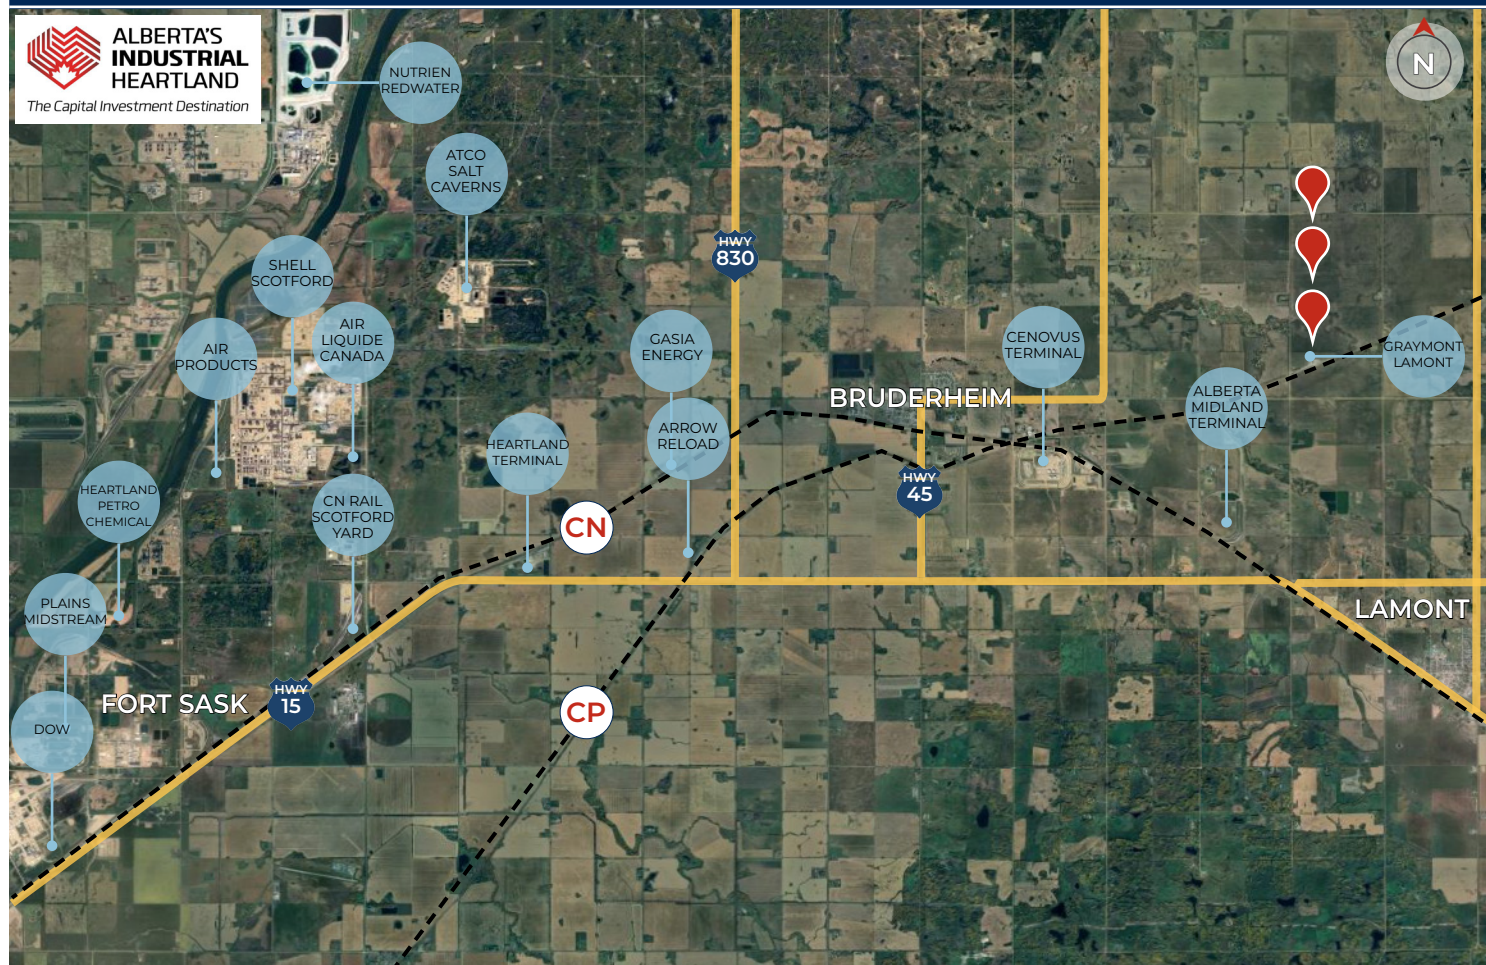 ALBERTA'S
INDUSTRIAL
HEARTLAND
The Capital Investment Destination
N
NUTRIEN
REDWATER
ATCO
SALT
CAVERNS
HWY
830
SHELL
SCOTFORD
AIR
LIQUIDE
CANADA
AIR
PRODUCTS
GASIA
ENERGY
CENOVUS
TERMINAL
GRAYMONT
LAMONT
BRUDERHEIM
ALBERTA
MIDLAND
TERMINAL
ARROW
RELOAD
HEARTLAND
TERMINAL
HEARTLAND
PETRO
CHEMICAL
CN RAIL
SCOTFORD
YARD
HWY
45
CN
PLAINS
MIDSTREAM
LAMONT
FORT SASK
HWY
15
CP
DOW